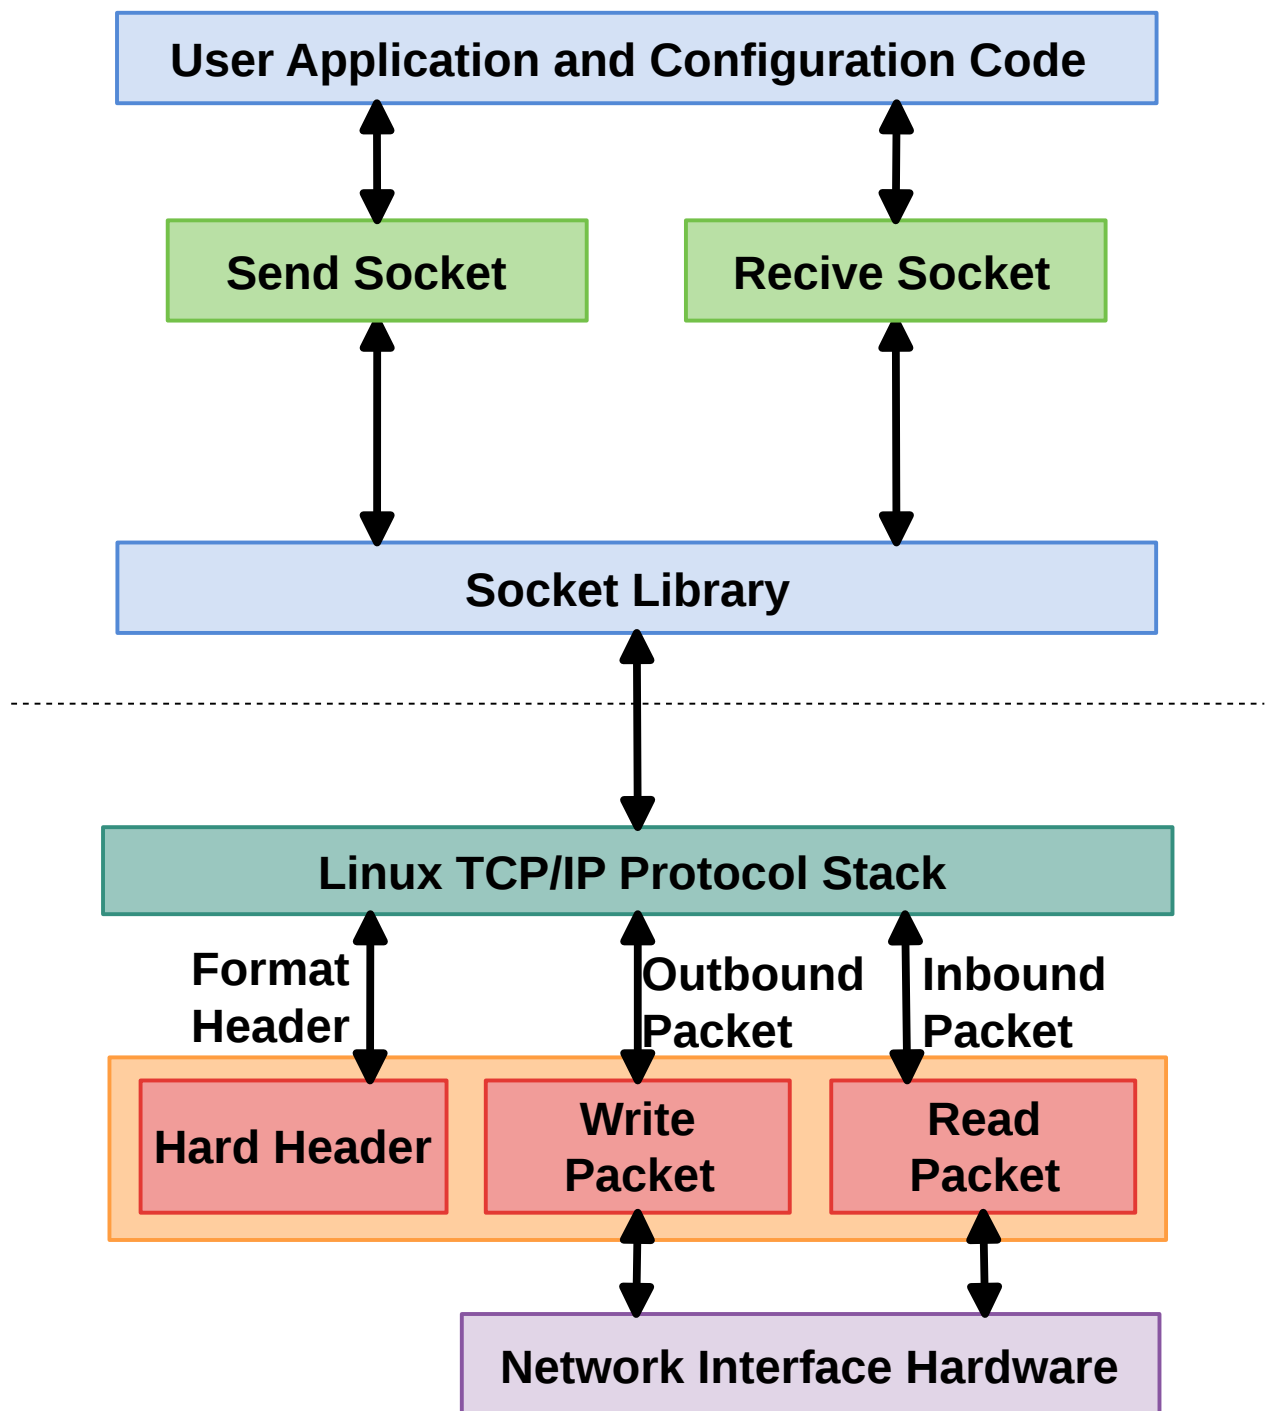 User Application and Configuration Code
Send Socket
Recive Socket
Socket Library
Linux TCP/IP Protocol Stack
Format
Header
Outbound
Packet
Inbound
Packet
Hard Header
Write
Packet
Read
Packet
Network Interface Hardware